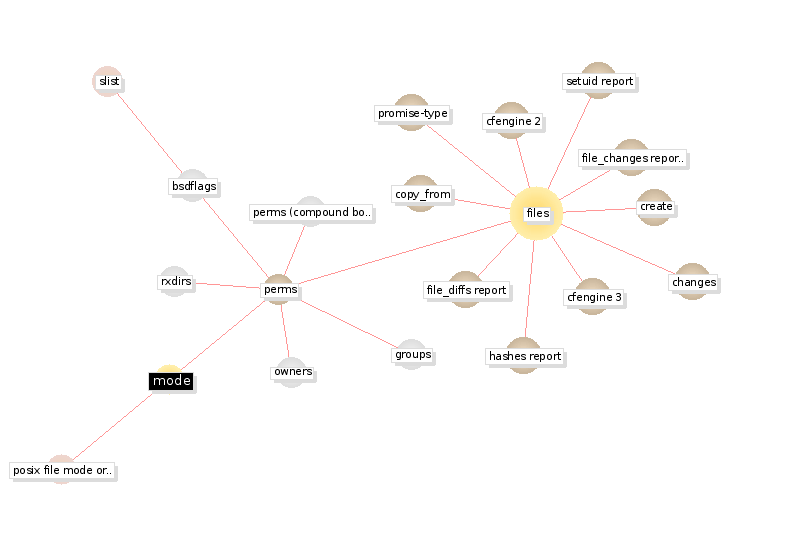 slist
setuid report
promise-type
cfengine 2
file_changes repor..
bsdflags
copy_from
create
perms (compound bo..
files
rxdirs
perms
file_diffs report
cfengine 3
changes
groups
hashes report
owners
mode
posix file mode or..